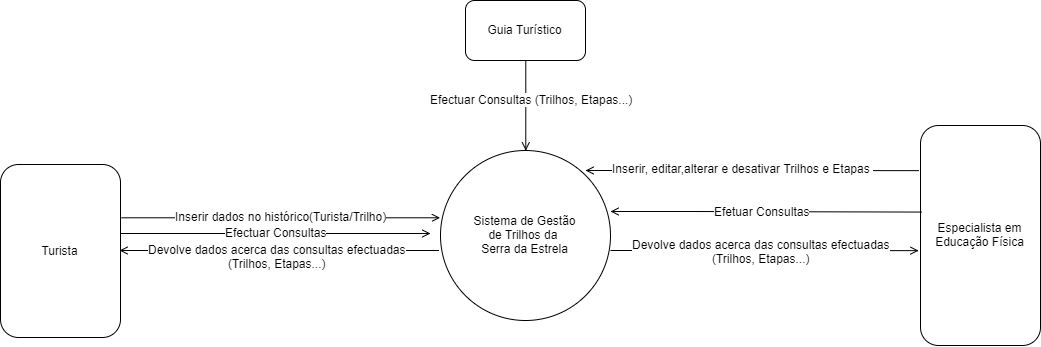 Guia Turístico
Efectuar Consultas (Trilhos, Etapas...)
Inserir, editar,alterar e desativar Trilhos e Etapas
Inserir dados no histórico(Turista/Trilho)
Efectuar Consultas
Devolve dados acerca das consultas efectuadas
(Trilhos, Etapas...)
Turista
Sistema de Gestão
de Trilhos da
Serra da Estrela
Efetuar Consultas
Devolve dados acerca das consultas efectuadas
(Trilhos, Etapas...)
Especialista em
Educação Física